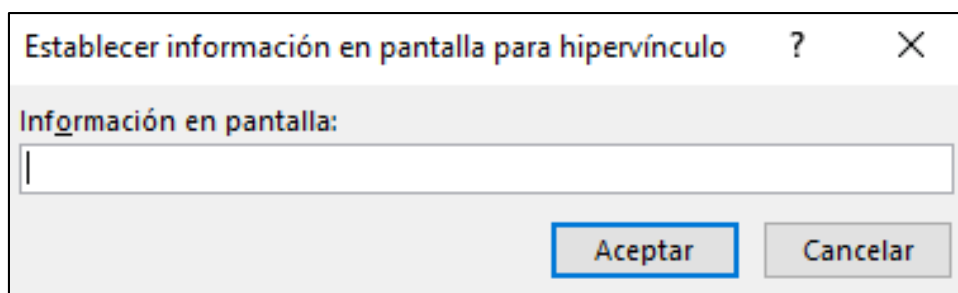 Establecer información en pantalla para hipervínculo ? ×
Información en pantalla:
Aceptar Cancelar